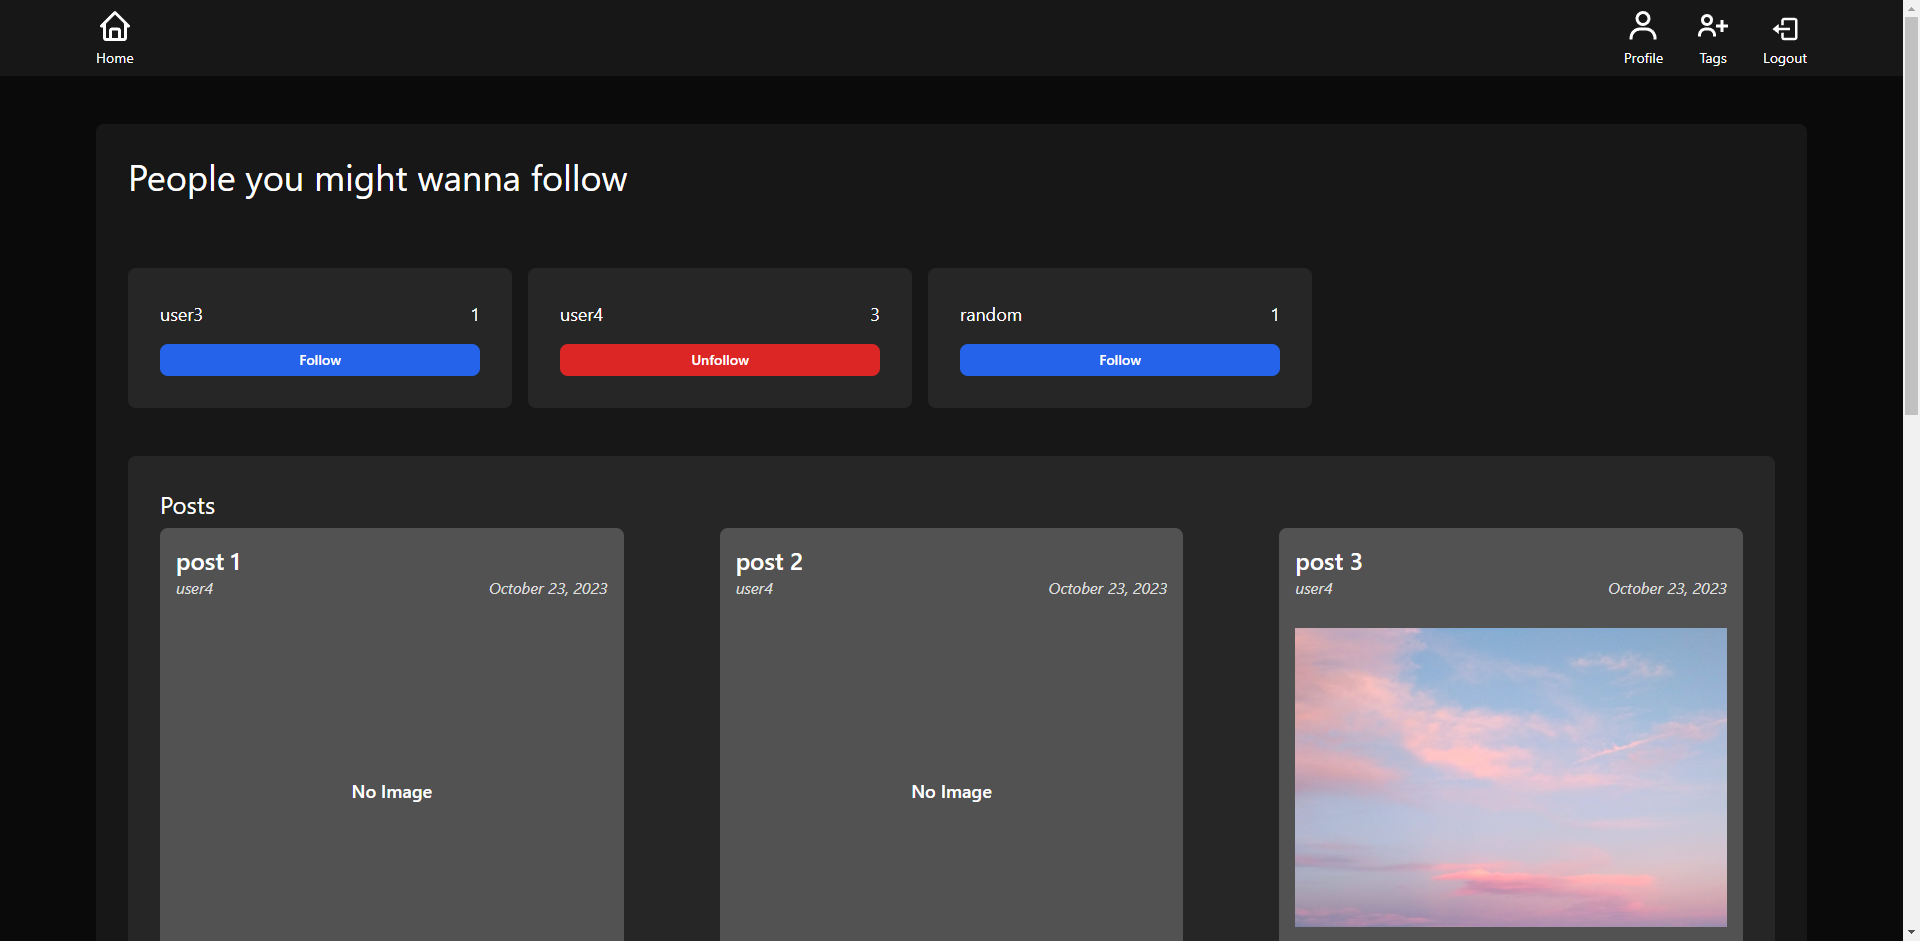 Home
Profile
Tags
Logout
People you might wanna follow
user3 1
Follow
user4 3
Unfollow
random 1
Follow
Posts
post 1
user4 October 23, 2023
No Image
post 2
user4 October 23, 2023
No Image
post 3
user4 October 23, 2023